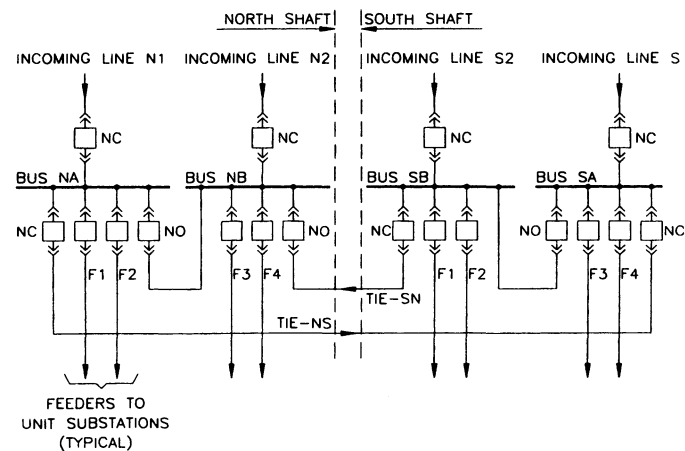 NORTH SHAFT SOUTH SHAFT
INCOMING LINE N1 INCOMING LINE N2 INCOMING LINE S2 INCOMING LINE S
NC NC NC NC
BUS NA BUS NB BUS SB BUS SA
NC NO NO NC NO NC
F1 F2 F3 F4 F1 F2 F3 F4
TIE-SN
TIE-NS
FEEDERS TO
UNIT SUBSTATIONS
(TYPICAL)